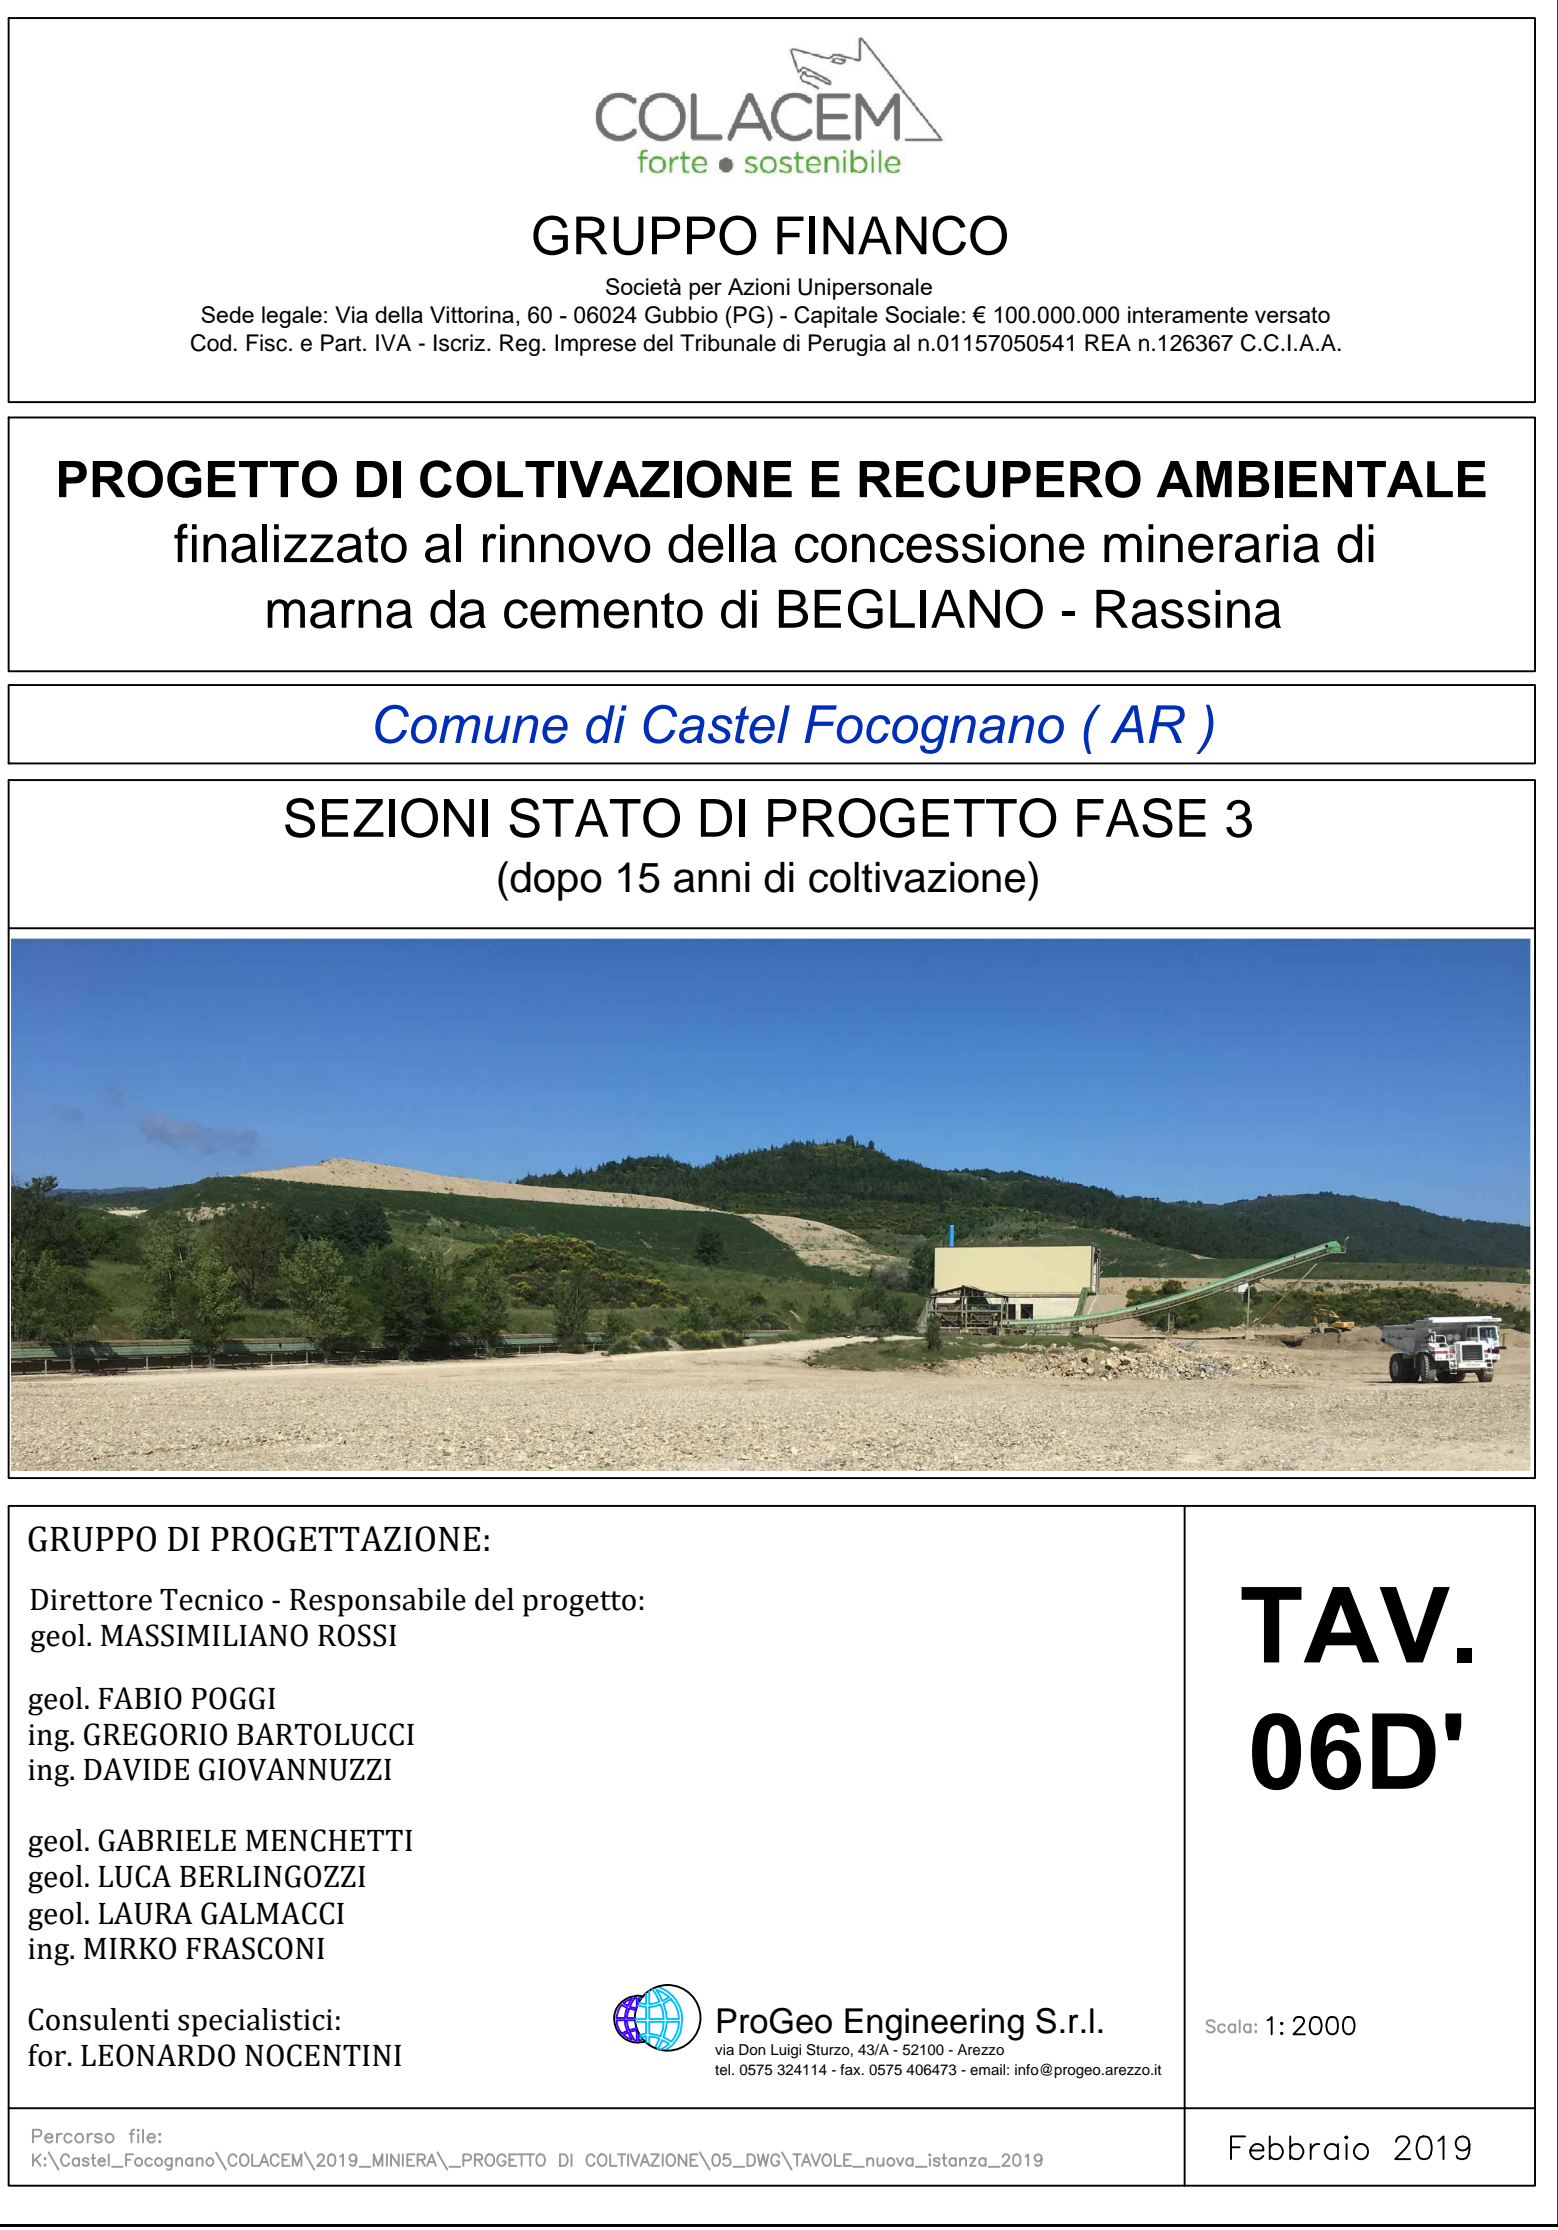 COLACEM
forte ● sostenibile
GRUPPO FINANCO
Società per Azioni Unipersonale
Sede legale: Via della Vittorina, 60 - 06024 Gubbio (PG) - Capitale Sociale: € 100.000.000 interamente versato
Cod. Fisc. e Part. IVA - Iscriz. Reg. Imprese del Tribunale di Perugia al n.01157050541 REA n.126367 C.C.I.A.A.
PROGETTO DI COLTIVAZIONE E RECUPERO AMBIENTALE
finalizzato al rinnovo della concessione mineraria di
marna da cemento di BEGLIANO - Rassina
Comune di Castel Focognano ( AR )
SEZIONI STATO DI PROGETTO FASE 3
(dopo 15 anni di coltivazione)
GRUPPO DI PROGETTAZIONE:
Direttore Tecnico - Responsabile del progetto:
geol. MASSIMILIANO ROSSI
geol. FABIO POGGI
ing. GREGORIO BARTOLUCCI
ing. DAVIDE GIOVANNUZZI
geol. GABRIELE MENCHETTI
geol. LUCA BERLINGOZZI
geol. LAURA GALMACCI
ing. MIRKO FRASCONI
Consulenti specialistici:
for. LEONARDO NOCENTINI
ProGeo Engineering S.r.l.
via Don Luigi Sturzo, 43/A - 52100 - Arezzo
tel. 0575 324114 - fax. 0575 406473 - email: info@progeo.arezzo.it
TAV.
06D'
Scala: 1: 2000
Percorso file:
K:\Castel_Focognano\COLACEM\2019_MINIERA\_PROGETTO DI COLTIVAZIONE\05_DWG\TAVOLE_nuova_istanza_2019
Febbraio 2019